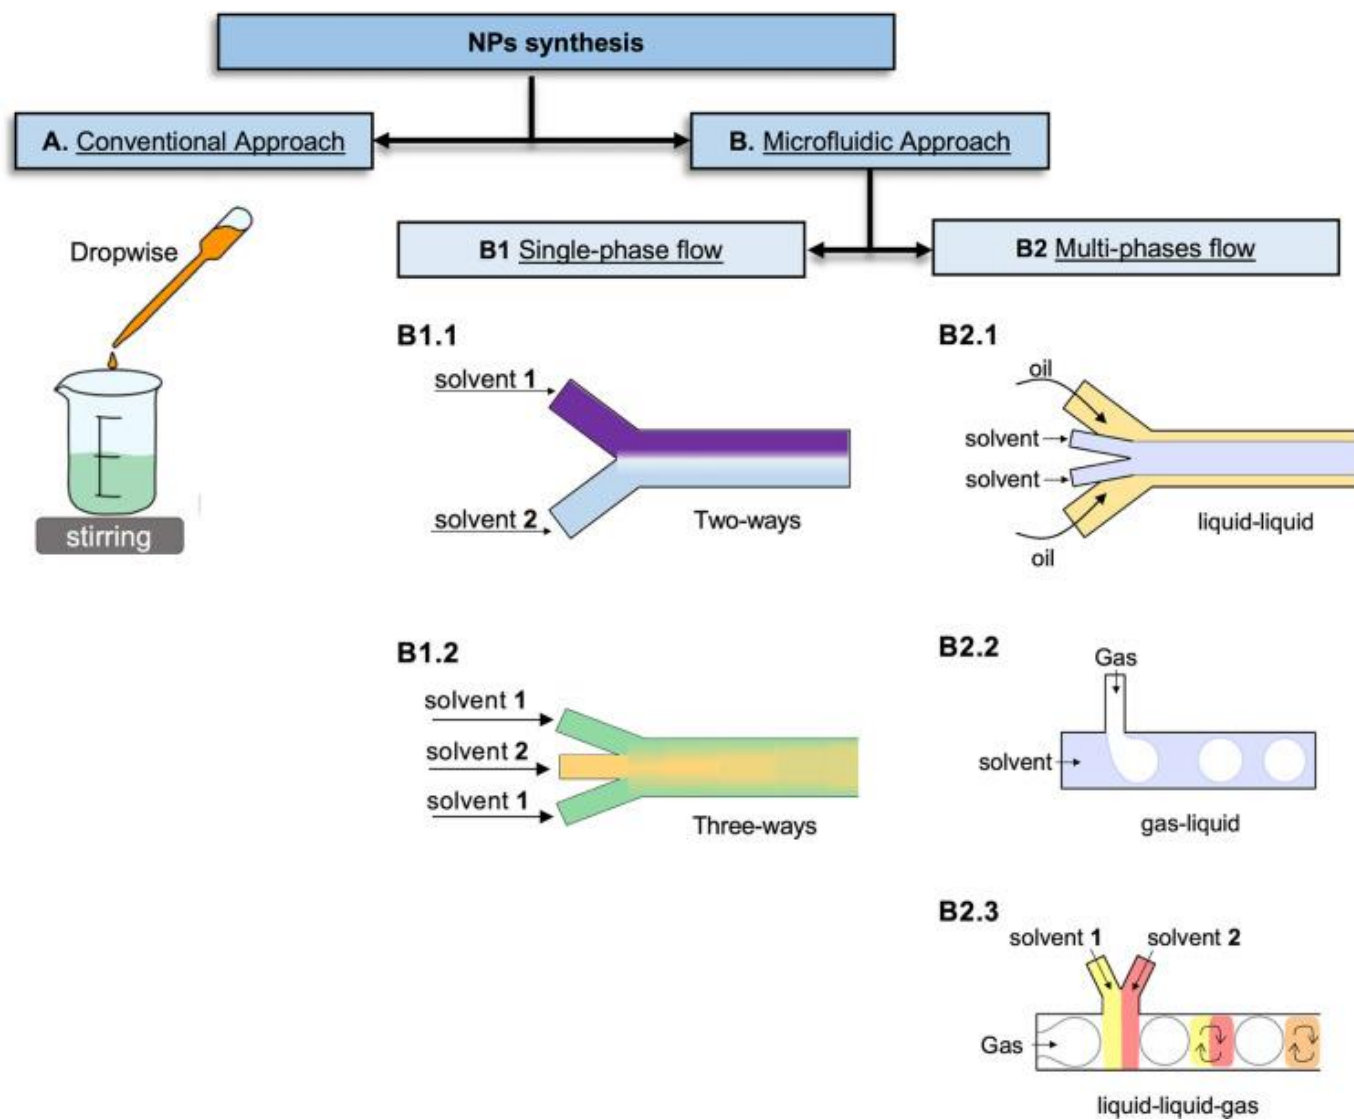 NPs synthesis
A. Conventional Approach
B. Microfluidic Approach
Dropwise
stirring
B1 Single-phase flow
B2 Multi-phases flow
B1.1
solvent 1
solvent 2
Two-ways
B1.2
solvent 1
solvent 2
solvent 1
Three-ways
B2.1
oil
solvent
solvent
oil
liquid-liquid
B2.2
Gas
solvent
gas-liquid
B2.3
solvent 1
solvent 2
Gas
liquid-liquid-gas